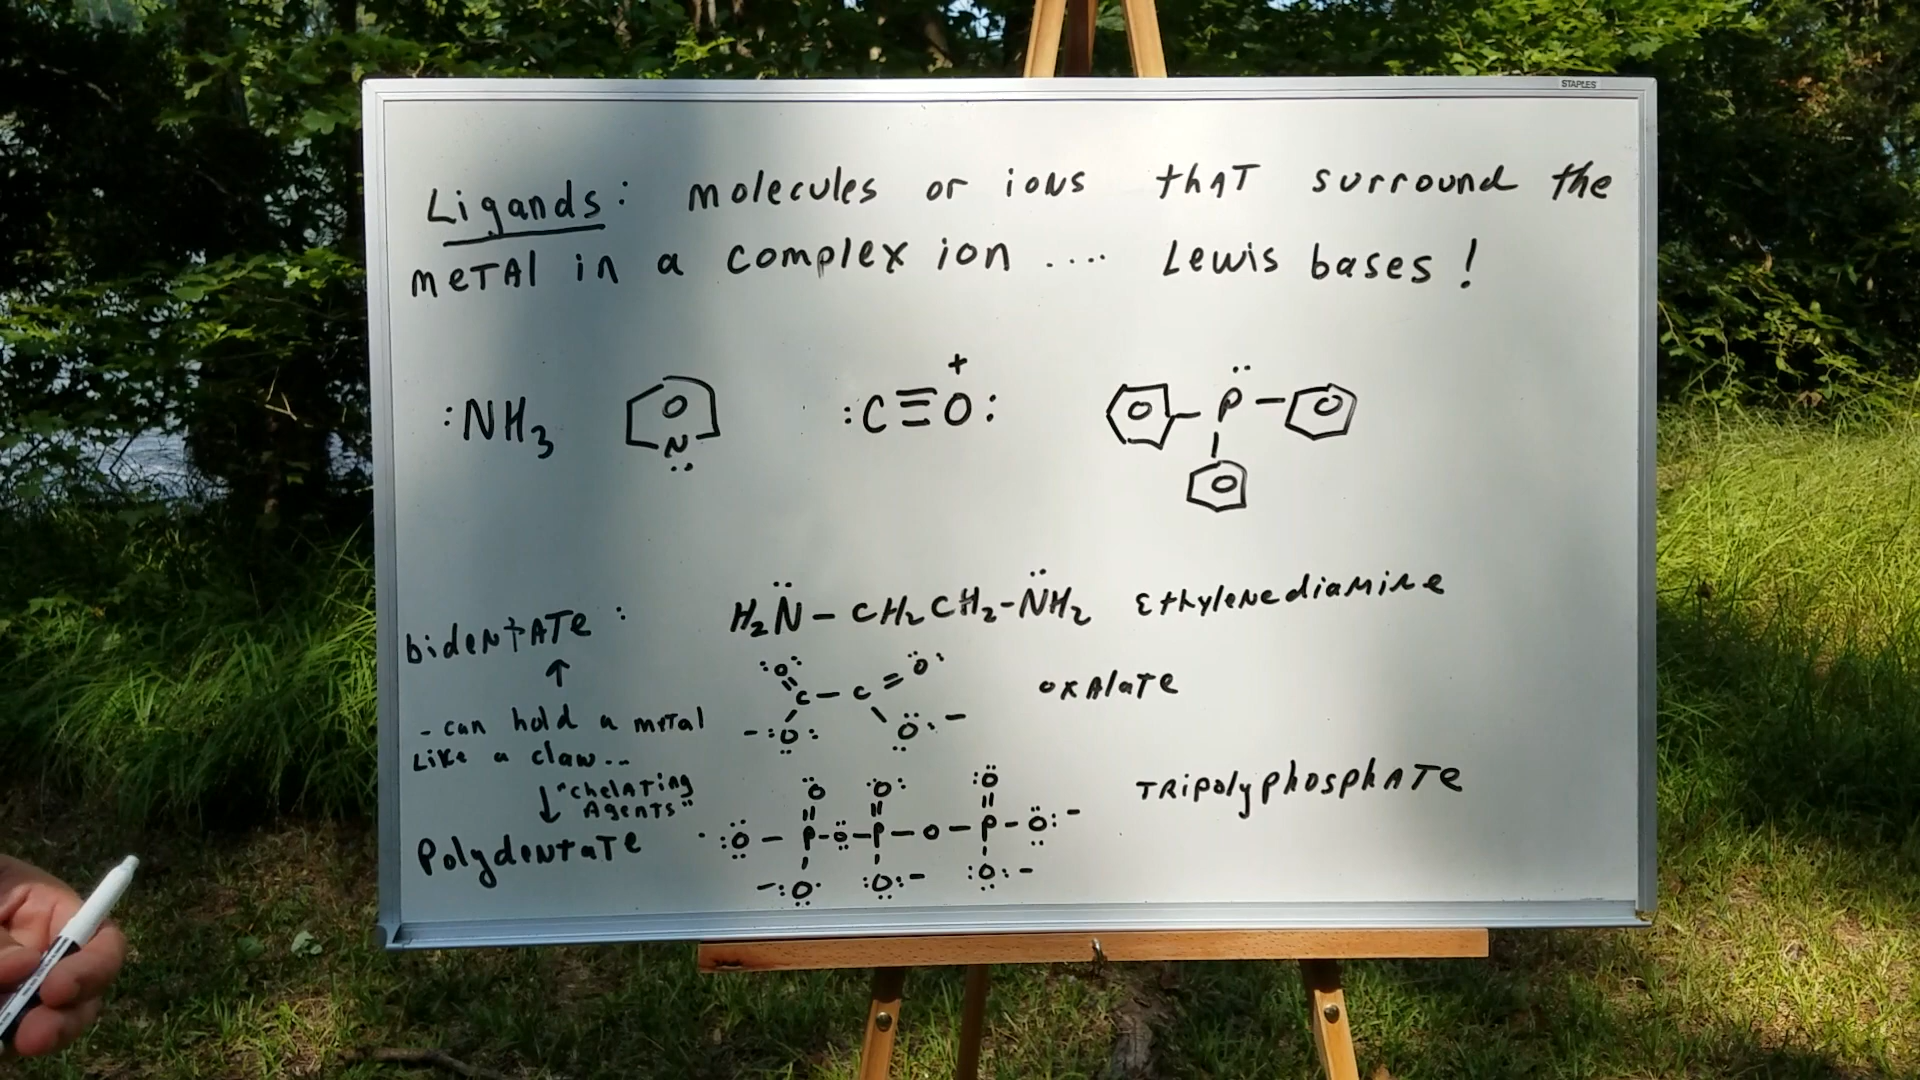 STAPLES
Ligands: molecules or ions that surround the
metal in a complex ion .... Lewis bases!
:NH3
O
N
+
:C≡O:
P
O
O
O
bidentate: H2N-CH2CH2-NH2 Ethylenediamine
:O: O:
C-C= oxalate
- can hold a metal
-:O: O:-
Like a claw...
"chelating
Agents"
:O O: :O
Tripolyphosphate
Polydentate :O-P-O-P-O-P-O:-
-:O: :O:- :O:-